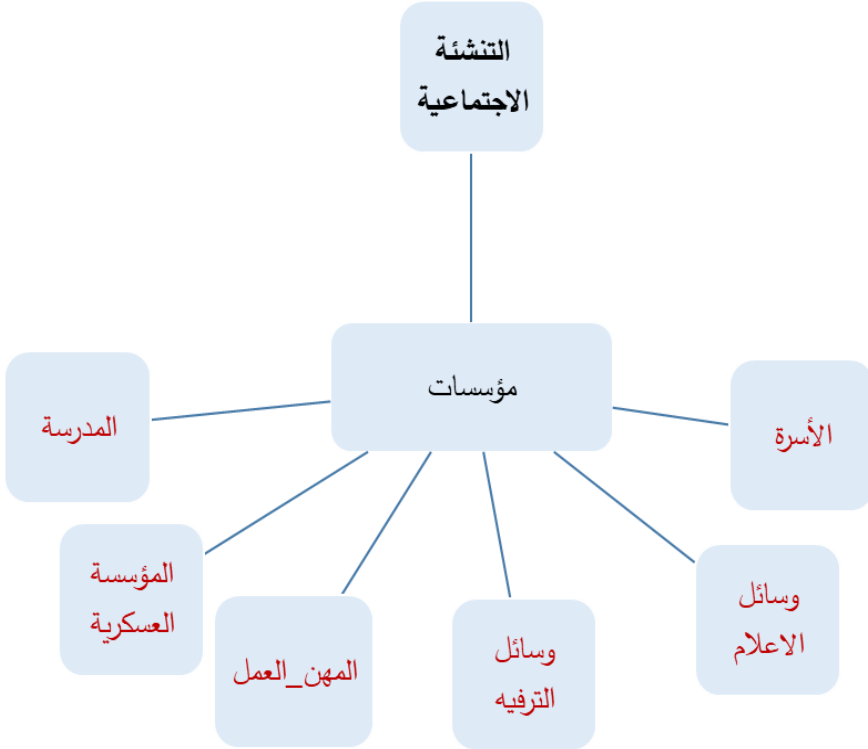 التنشئة
الاجتماعية
مؤسسات
الأسرة
المدرسة
وسائل
الاعلام
المؤسسة
العسكرية
المهن_العمل
وسائل
الترفيه